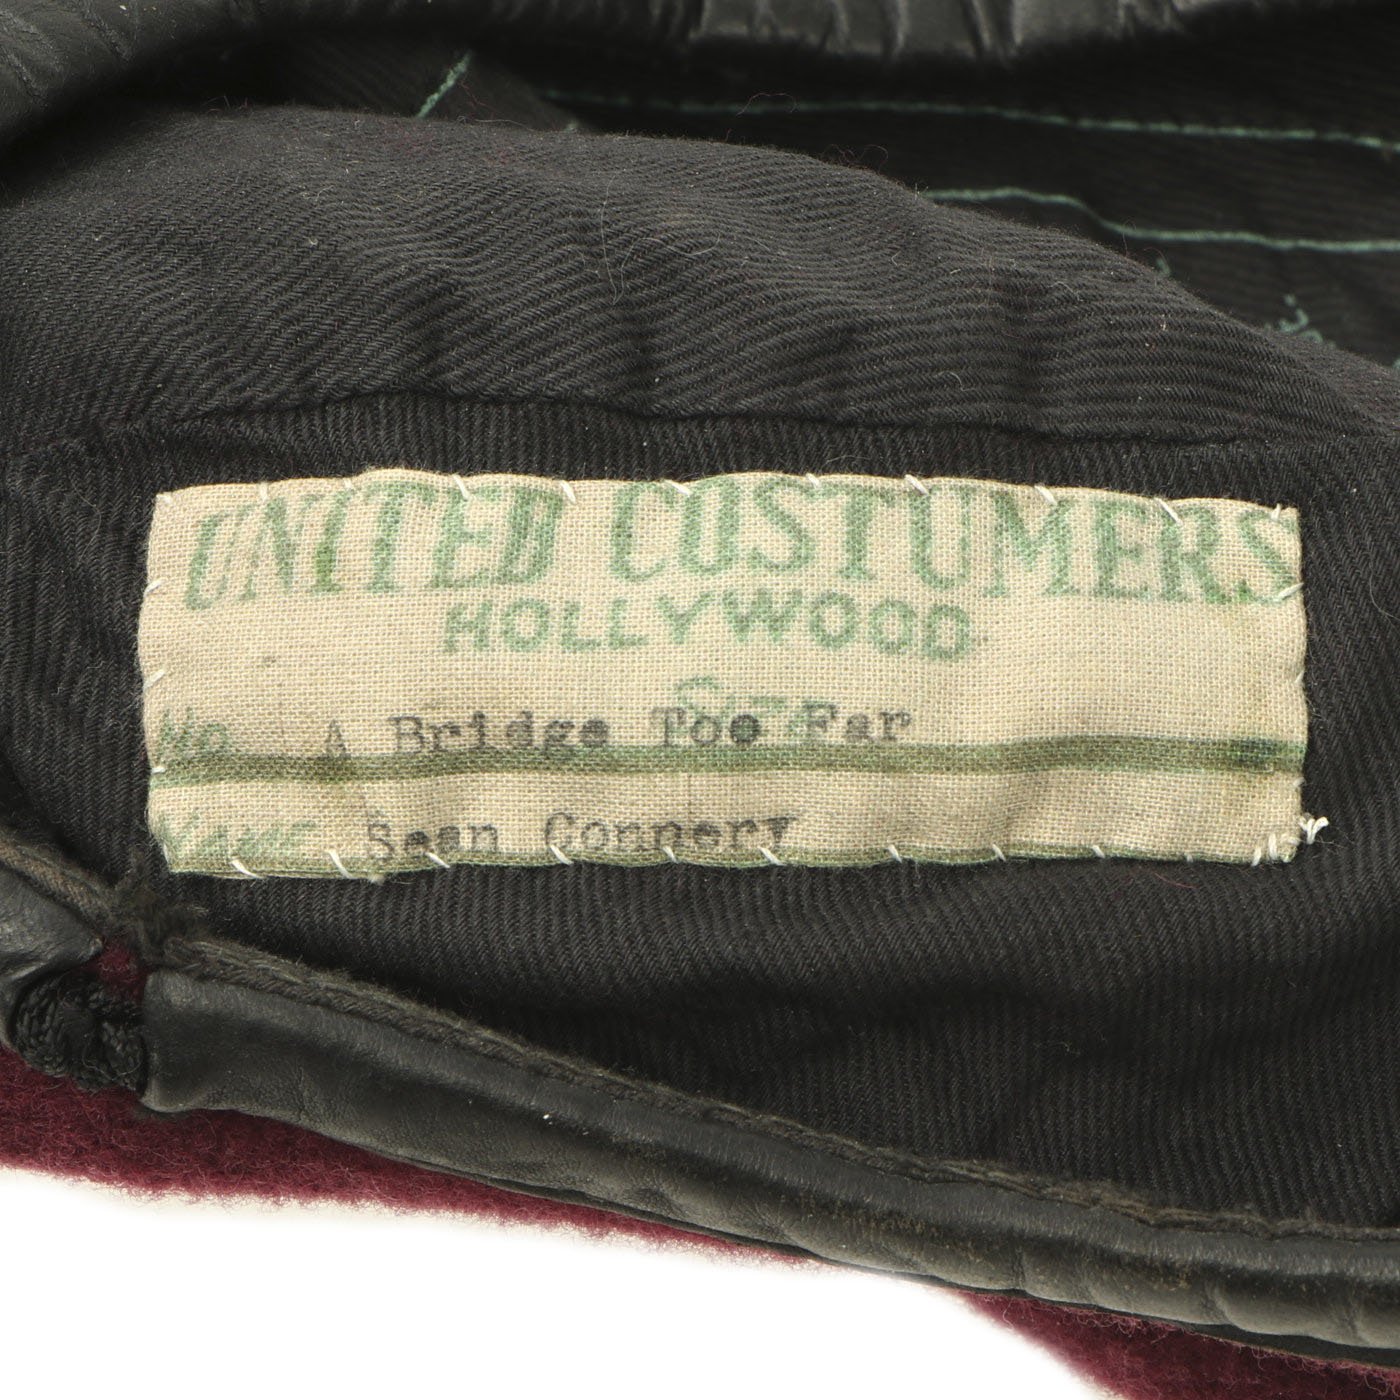 UNITED COSTUMERS
HOLLYWOOD
No. A Bridge Too Far
NAME Sean Connery